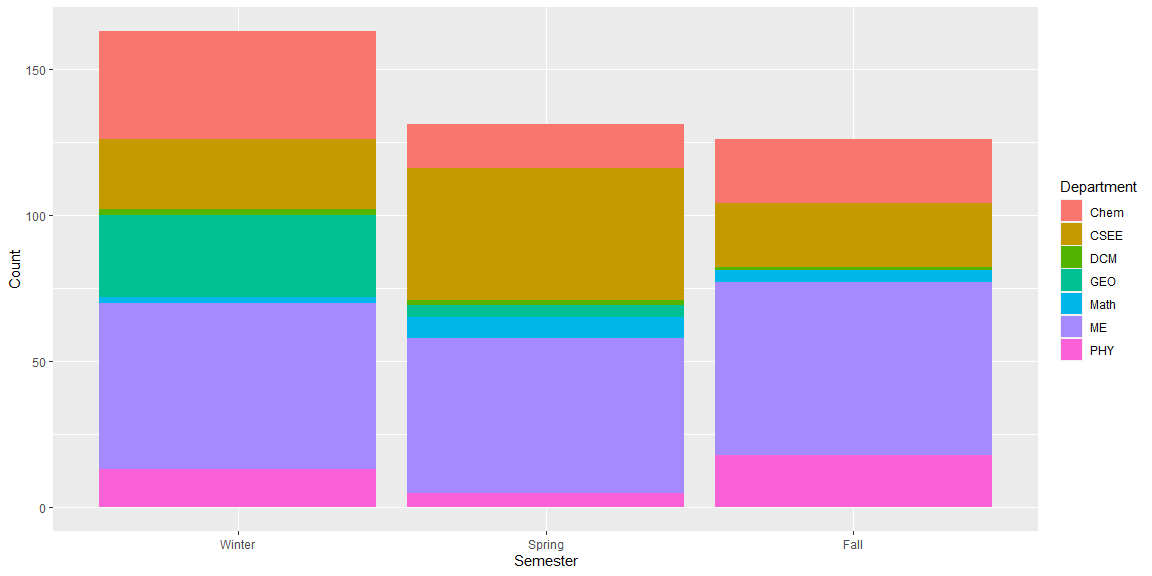 150
100
50
0
Count
Winter
Spring
Fall
Semester
Department
Chem
CSEE
DCM
GEO
Math
ME
PHY